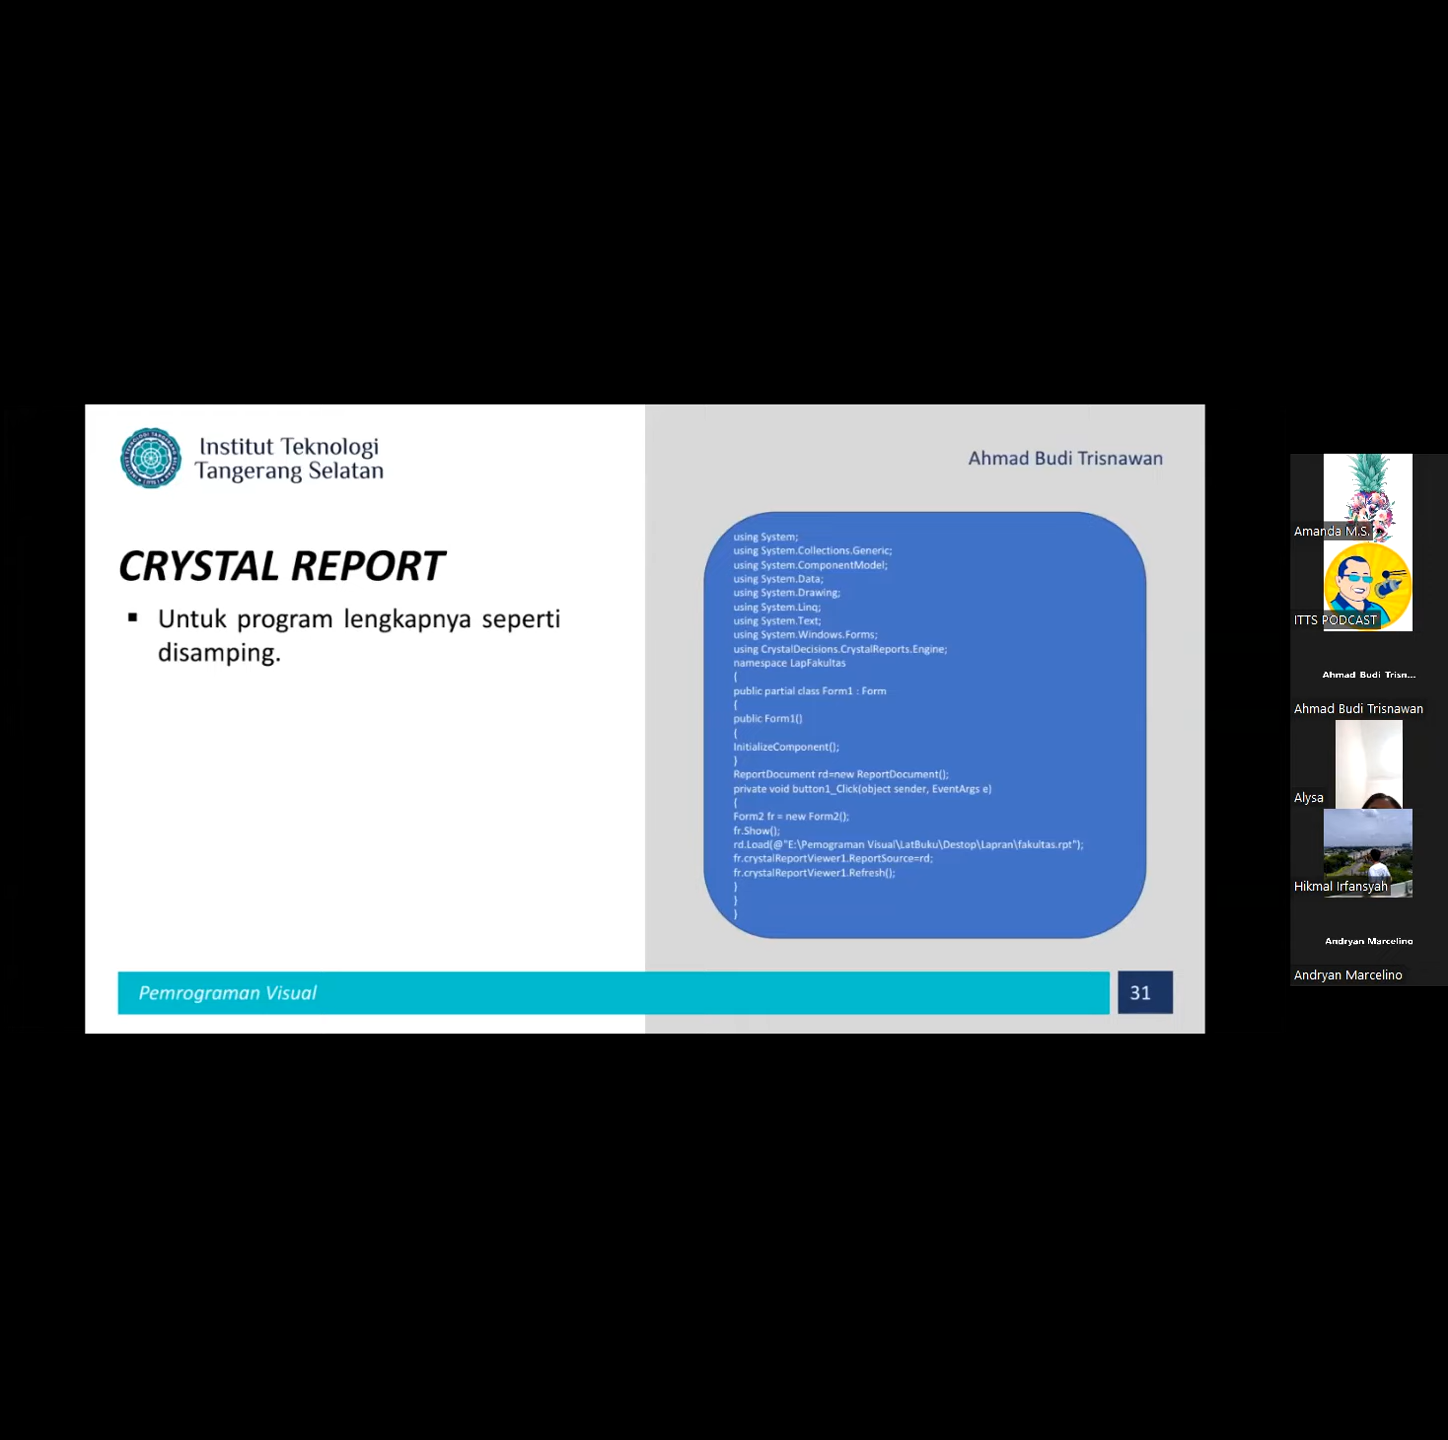 Institut Teknologi
Tangerang Selatan
Ahmad Budi Trisnawan
CRYSTAL REPORT
▪ Untuk program lengkapnya seperti
disamping.
using System;
using System.Collections.Generic;
using System.ComponentModel;
using System.Data;
using System.Drawing;
using System.Linq;
using System.Text;
using System.Windows.Forms;
using CrystalDecisions.CrystalReports.Engine;
namespace LapFakultas
{
public partial class Form1 : Form
{
public Form1()
{
InitializeComponent();
}
ReportDocument rd=new ReportDocument();
private void button1_Click(object sender, EventArgs e)
{
Form2 fr = new Form2();
fr.Show();
rd.Load(@"E:\Pemograman Visual\LatBuku\Destop\Lapran\fakultas.rpt");
fr.crystalReportViewer1.ReportSource=rd;
fr.crystalReportViewer1.Refresh();
}
}
}
Pemrograman Visual
31
Amanda M.S.
ITTS PODCAST
Ahmad Budi Trisn...
Ahmad Budi Trisnawan
Alysa
Hikmal Irfansyah
Andryan Marcelino
Andryan Marcelino